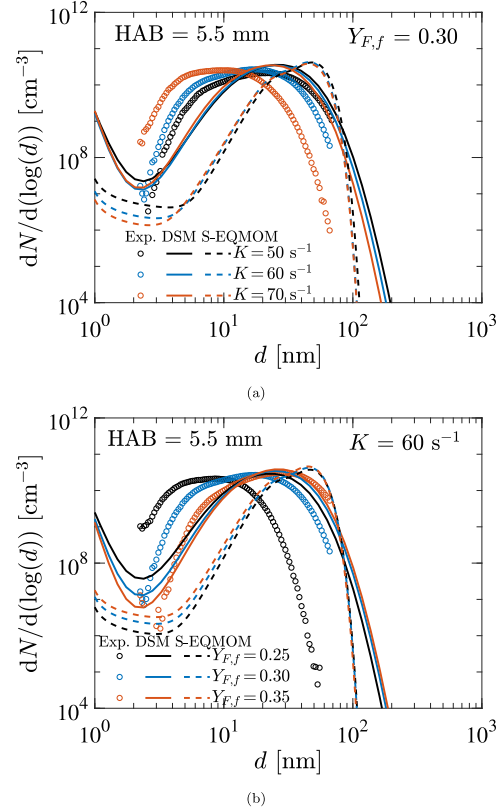 HAB = 5.5 mm Y_{F,f} = 0.30
10^{12}
10^{8}
10^{4}
dN/d(log(d)) [cm^{-3}]
Exp. DSM S-EQMOM
K = 50 s^{-1}
K = 60 s^{-1}
K = 70 s^{-1}
10^{0} 10^{1} 10^{2} 10^{3}
d [nm]
(a)
HAB = 5.5 mm K = 60 s^{-1}
10^{12}
10^{8}
10^{4}
dN/d(log(d)) [cm^{-3}]
Exp. DSM S-EQMOM
Y_{F,f} = 0.25
Y_{F,f} = 0.30
Y_{F,f} = 0.35
10^{0} 10^{1} 10^{2} 10^{3}
d [nm]
(b)